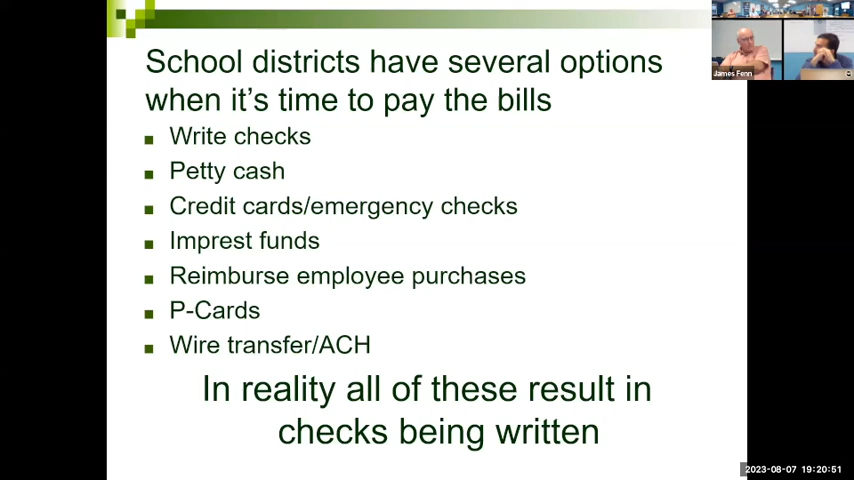 School districts have several options
when it's time to pay the bills
Write checks
Petty cash
Credit cards/emergency checks
Imprest funds
Reimburse employee purchases
P-Cards
Wire transfer/ACH
In reality all of these result in
checks being written
James Fenn
2023-08-07 19:20:51